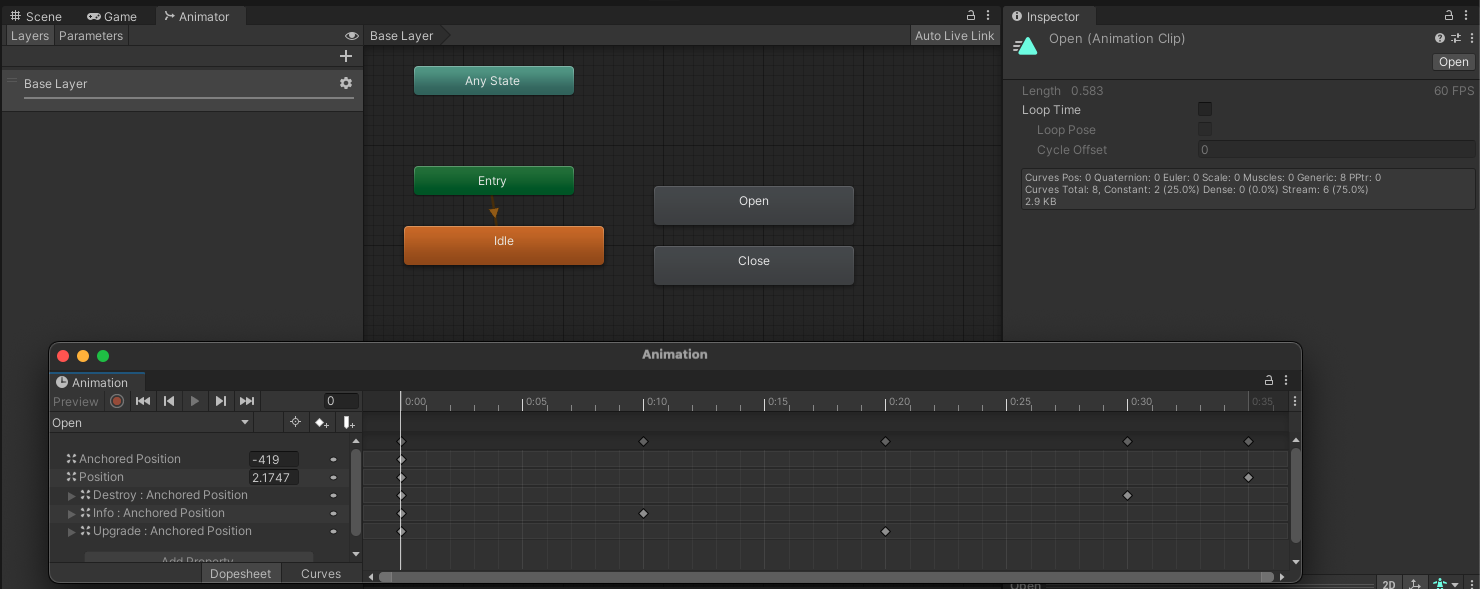 Scene Game Animator
Inspector
Layers Parameters
Base Layer
Auto Live Link
Open (Animation Clip)
Open
Base Layer
Any State
Length 0.583 60 FPS
Loop Time
Loop Pose
Cycle Offset 0
Curves Pos: 0 Quaternion: 0 Euler: 0 Scale: 0 Muscles: 0 Generic: 8 PPtr: 0
Curves Total: 8, Constant: 2 (25.0%) Dense: 0 (0.0%) Stream: 6 (75.0%)
2.9 KB
Entry
Open
Idle
Close
Animation
Animation
Preview 0 0:00 0:05 0:10 0:15 0:20 0:25 0:30 0:35
Open
Anchored Position -419
Position 2.1747
Destroy : Anchored Position
Info : Anchored Position
Upgrade : Anchored Position
Add Property
Dopesheet Curves
Open 2D